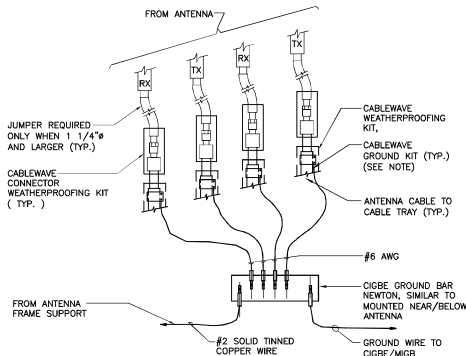 FROM ANTENNA
RX
TX
RX
TX
JUMPER REQUIRED
ONLY WHEN 1 1/4"ø
AND LARGER (TYP.)
CABLEWAVE
CONNECTOR
WEATHERPROOFING KIT
( TYP. )
CABLEWAVE
WEATHERPROOFING
KIT,
CABLEWAVE
GROUND KIT (TYP.)
(SEE NOTE)
ANTENNA CABLE TO
CABLE TRAY (TYP.)
#6 AWG
CIGBE GROUND BAR
NEWTON, SIMILAR TO
MOUNTED NEAR/BELOW
ANTENNA
FROM ANTENNA
FRAME SUPPORT
#2 SOLID TINNED
COPPER WIRE
GROUND WIRE TO
CIGBE/MIGB